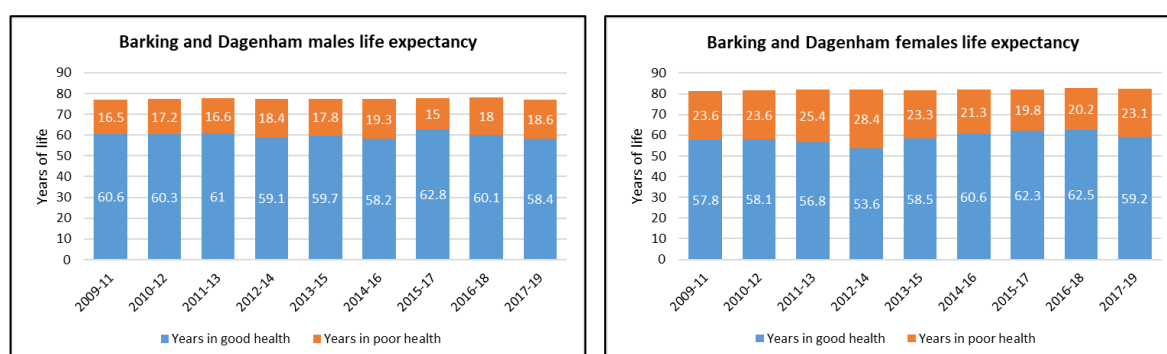 Barking and Dagenham males life expectancy
Years of life
90
80
70
60
50
40
30
20
10
0
16.5 17.2 16.6 18.4 17.8 19.3 15 18 18.6
60.6 60.3 61 59.1 59.7 58.2 62.8 60.1 58.4
2009-11 2010-12 2011-13 2012-14 2013-15 2014-16 2015-17 2016-18 2017-19
Years in good health Years in poor health
Barking and Dagenham females life expectancy
Years of life
90
80
70
60
50
40
30
20
10
0
23.6 23.6 25.4 28.4 23.3 21.3 19.8 20.2 23.1
57.8 58.1 56.8 53.6 58.5 60.6 62.3 62.5 59.2
2009-11 2010-12 2011-13 2012-14 2013-15 2014-16 2015-17 2016-18 2017-19
Years in good health Years in poor health